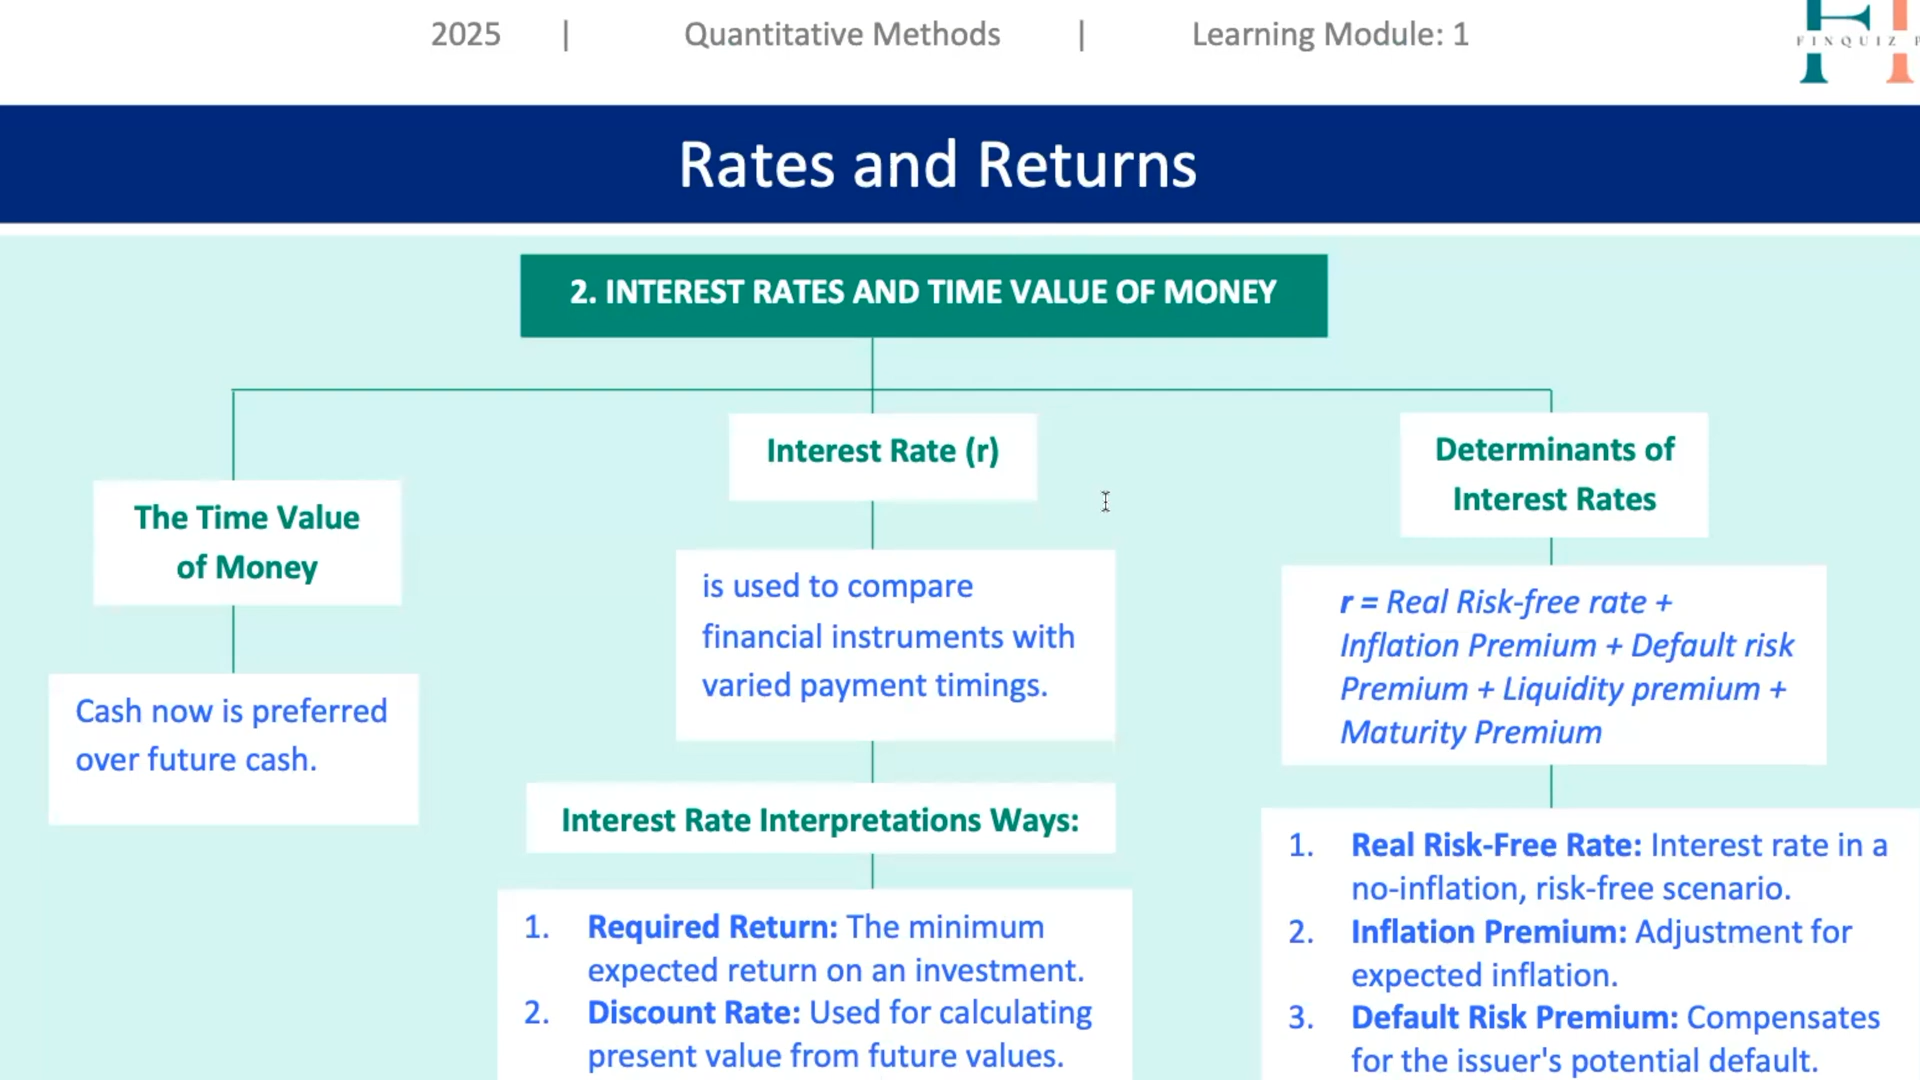 2025 | Quantitative Methods | Learning Module: 1
FINQUIZ
Rates and Returns
2. INTEREST RATES AND TIME VALUE OF MONEY
The Time Value
of Money
Cash now is preferred
over future cash.
Interest Rate (r)
is used to compare
financial instruments with
varied payment timings.
Interest Rate Interpretations Ways:
1. Required Return: The minimum
expected return on an investment.
2. Discount Rate: Used for calculating
present value from future values.
Determinants of
Interest Rates
r = Real Risk-free rate +
Inflation Premium + Default risk
Premium + Liquidity premium +
Maturity Premium
1. Real Risk-Free Rate: Interest rate in a
no-inflation, risk-free scenario.
2. Inflation Premium: Adjustment for
expected inflation.
3. Default Risk Premium: Compensates
for the issuer's potential default.